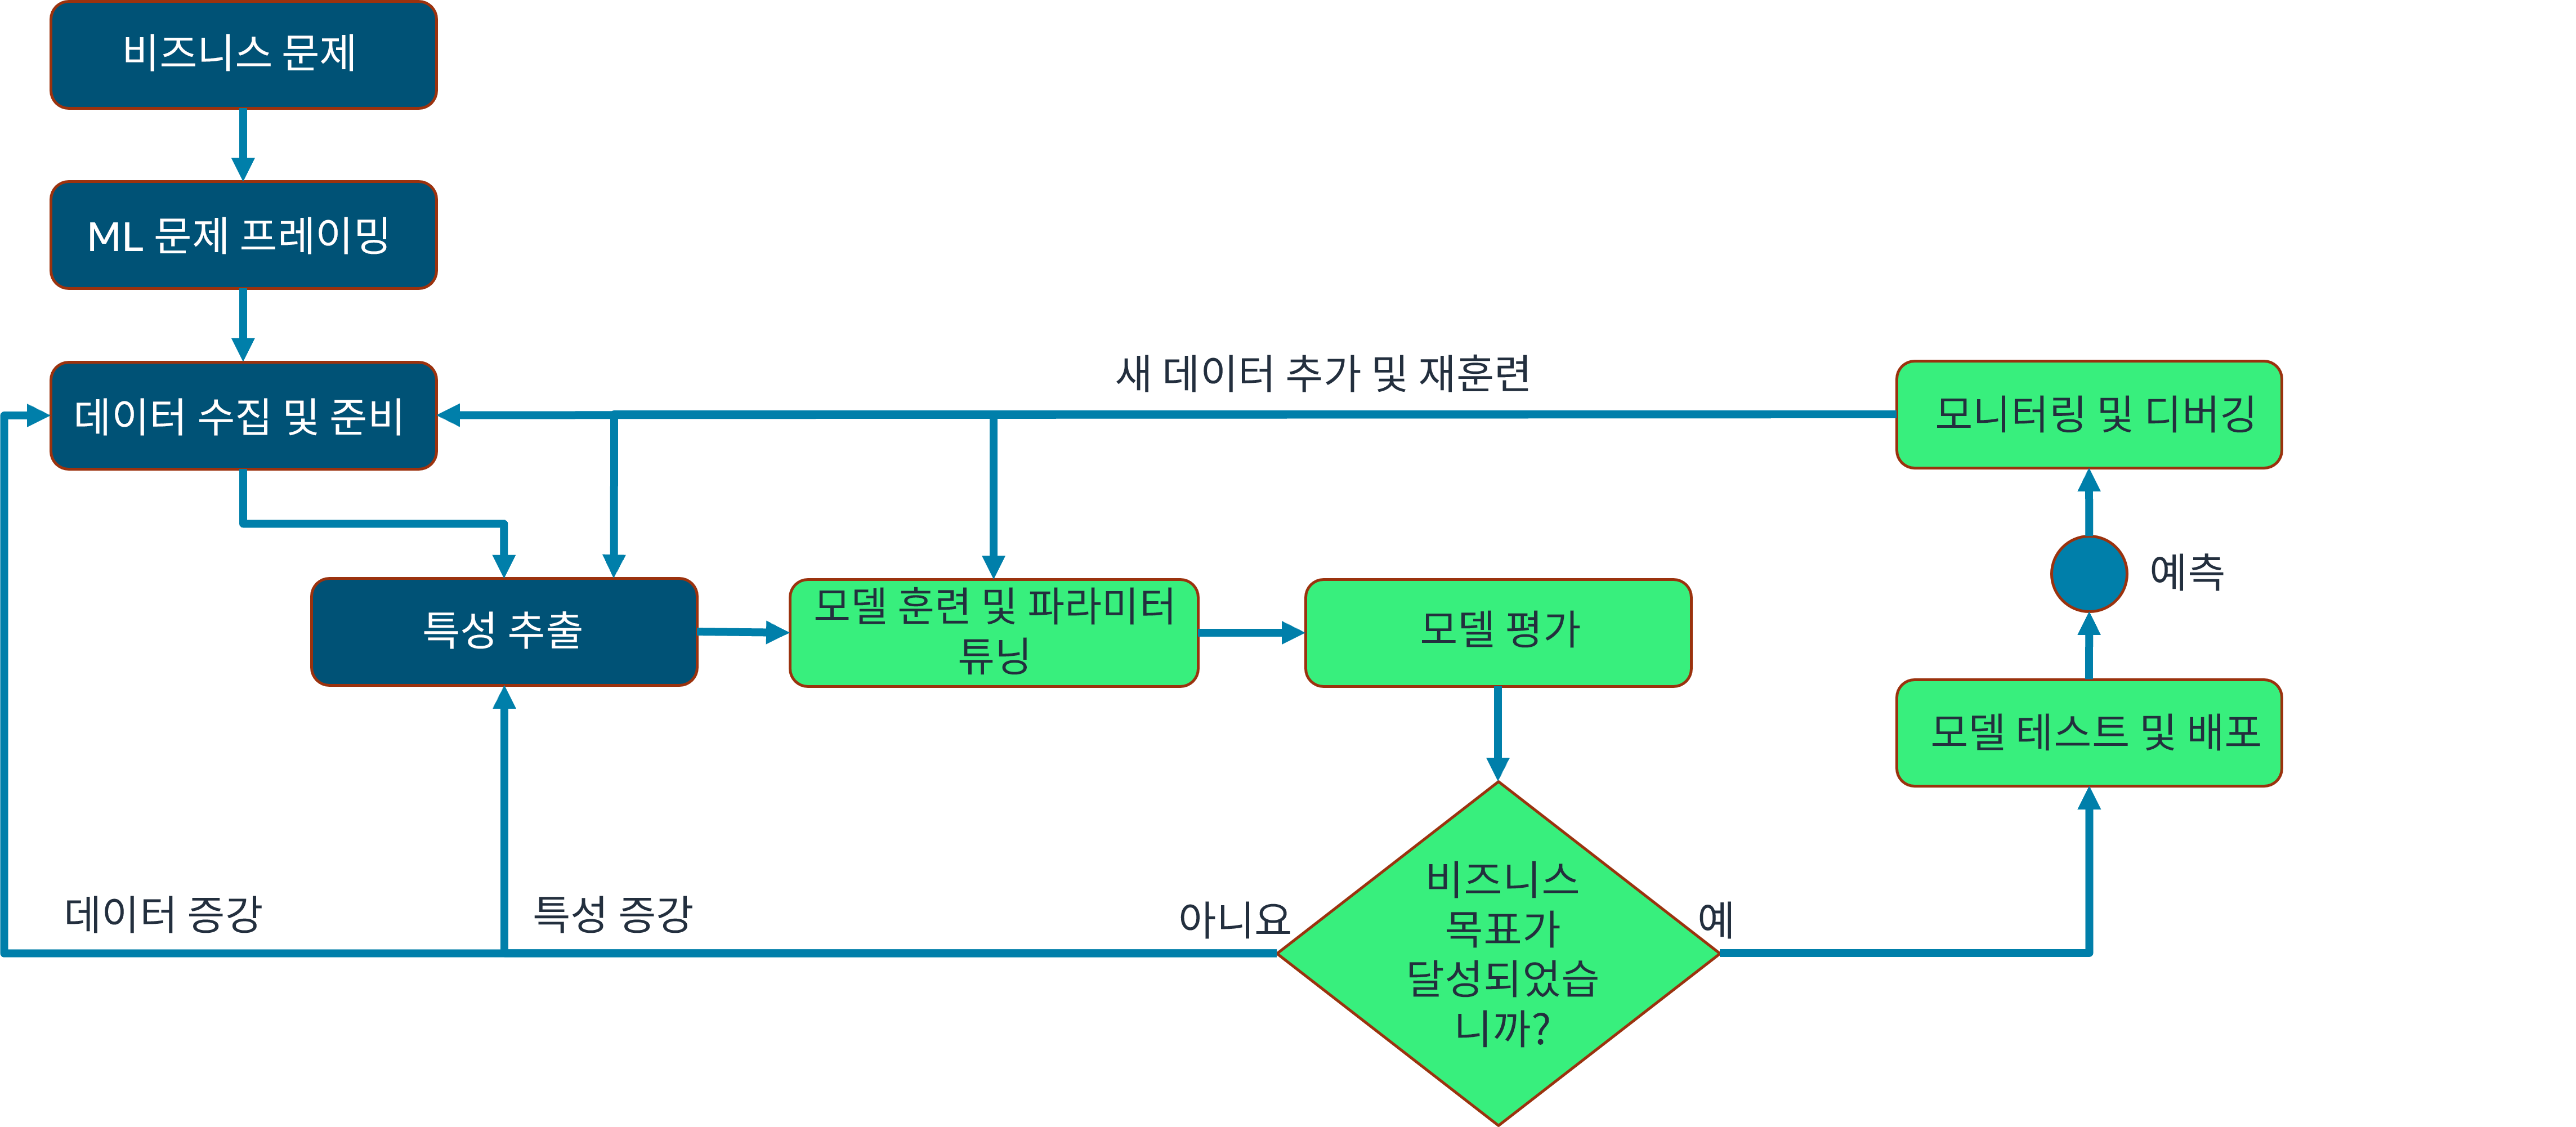 비즈니스 문제
ML 문제 프레이밍
새 데이터 추가 및 재훈련
데이터 수집 및 준비
모니터링 및 디버깅
예측
특성 추출
모델 훈련 및 파라미터
튜닝
모델 평가
모델 테스트 및 배포
데이터 증강
특성 증강
아니요
비즈니스
목표가
달성되었습
니까?
예